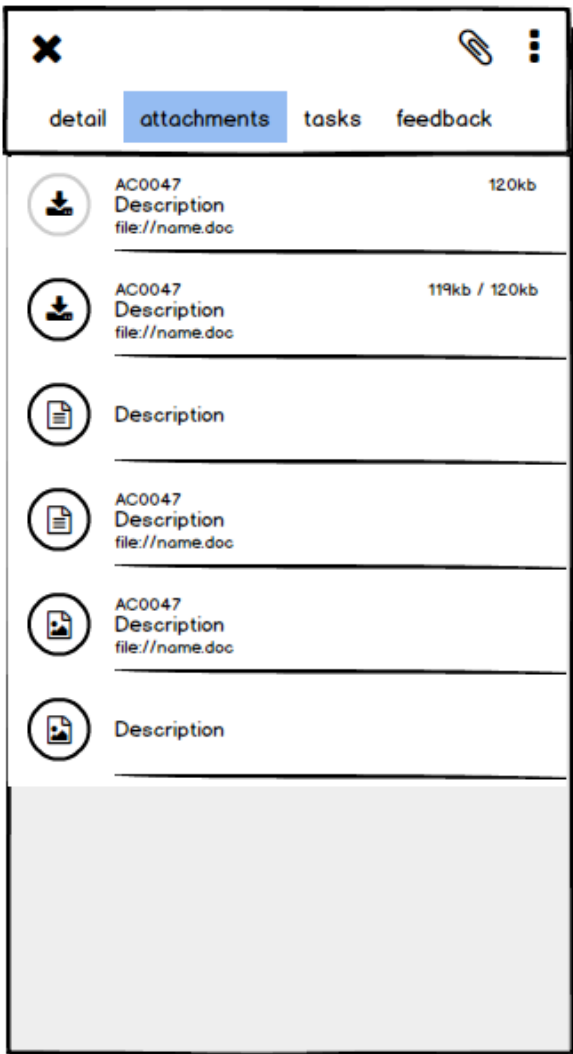 detail attachments tasks feedback
AC0047 120kb
Description
file://name.doc
AC0047 119kb / 120kb
Description
file://name.doc
Description
AC0047
Description
file://name.doc
AC0047
Description
file://name.doc
Description